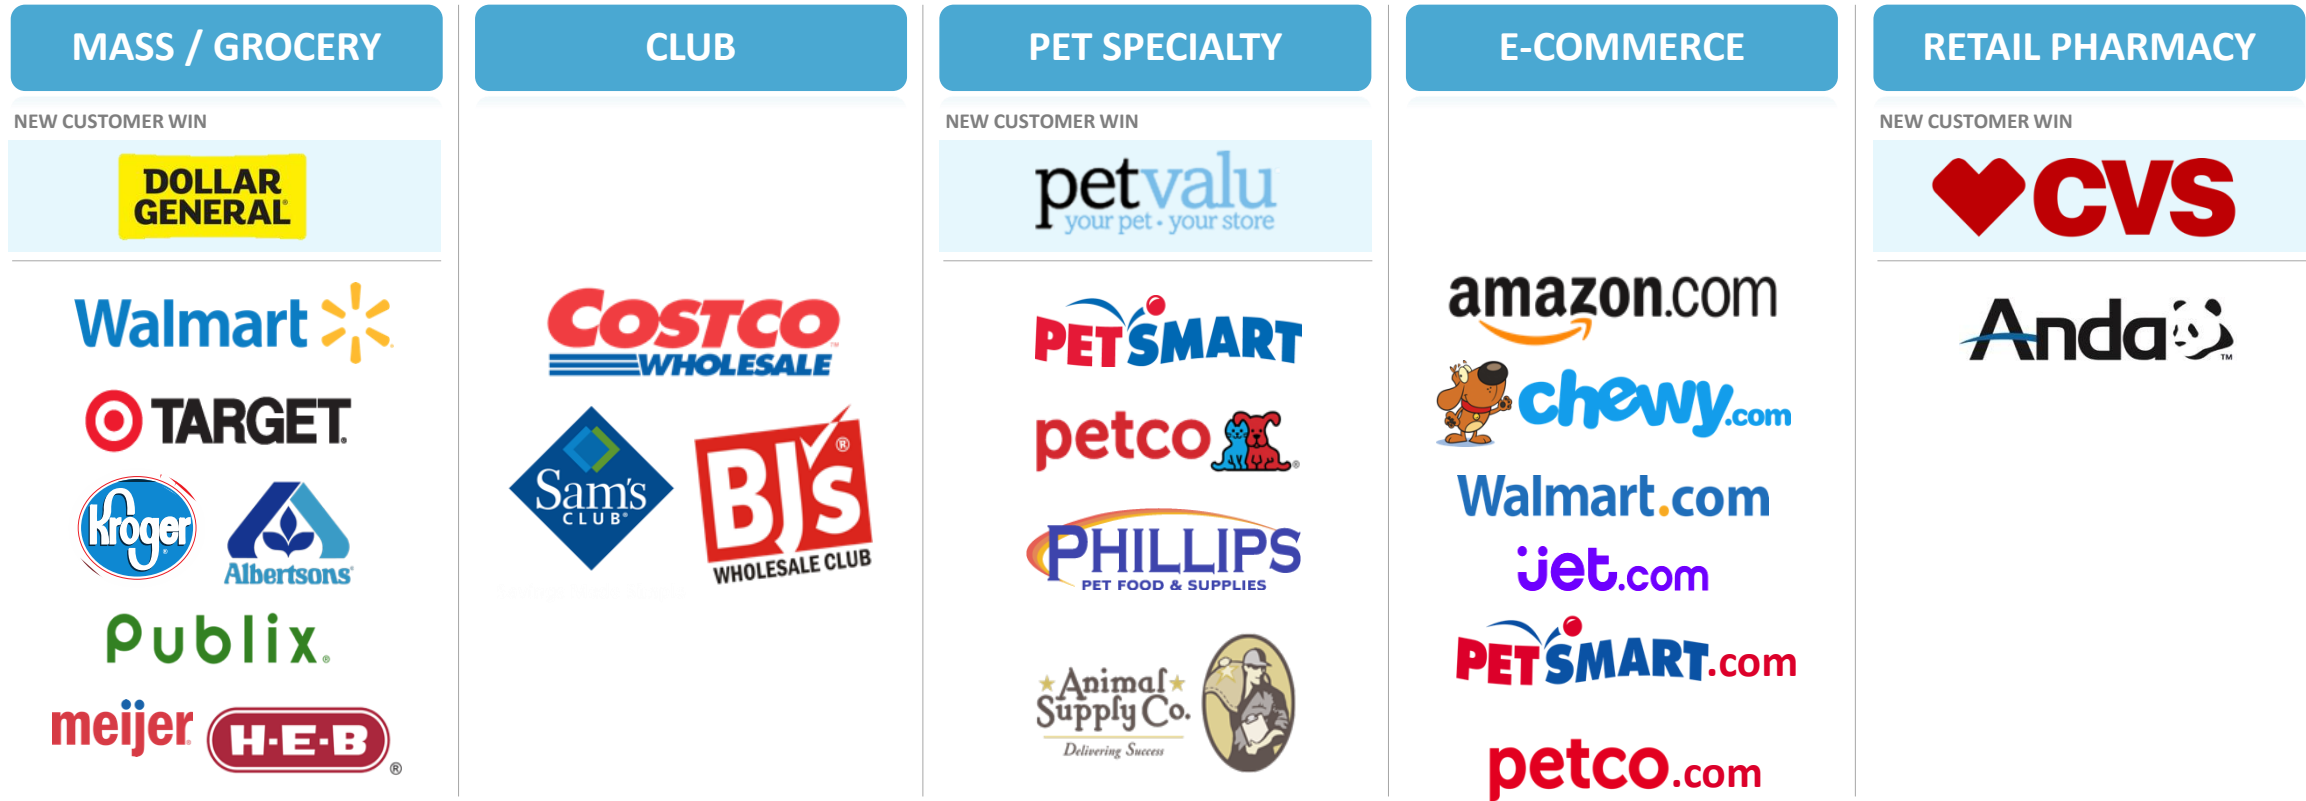 MASS / GROCERY
NEW CUSTOMER WIN
DOLLAR
GENERAL®
Walmart
TARGET®
Kroger®
Albertsons®
Publix®
meijer®
H-E-B®
CLUB
COSTCO™
WHOLESALE
Sam's
CLUB®
BJ's®
WHOLESALE CLUB
PET SPECIALTY
NEW CUSTOMER WIN
petvalu
your pet · your store
PETSMART
petco®
PHILLIPS
PET FOOD & SUPPLIES
Animal
Supply Co.
Delivering Success
E-COMMERCE
amazon.com
chewy.com
Walmart.com
jet.com
PETSMART.com
petco.com
RETAIL PHARMACY
NEW CUSTOMER WIN
CVS
Anda™